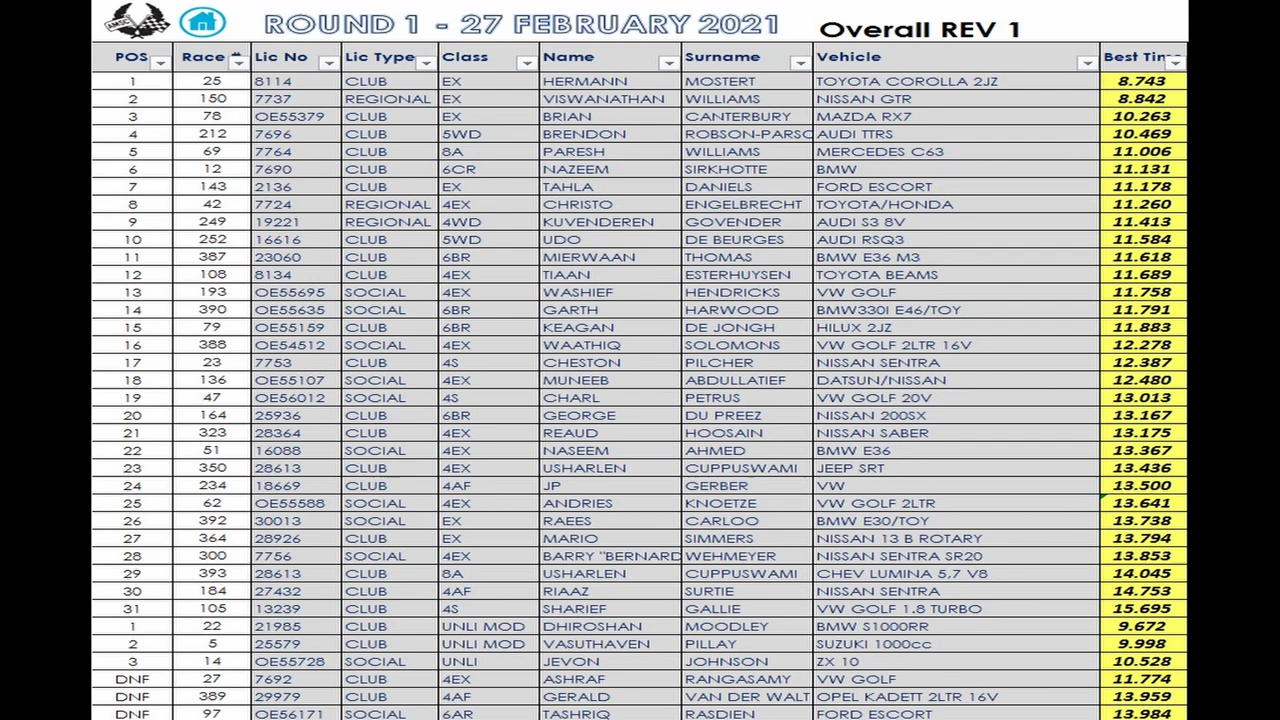 ROUND 1 - 27 FEBRUARY 2021 Overall REV 1
POS Race # Lic No Lic Type Class Name Surname Vehicle Best Tim
1 25 8114 CLUB EX HERMANN MOSTERT TOYOTA COROLLA 2JZ 8.743
2 150 7737 REGIONAL EX VISWANATHAN WILLIAMS NISSAN GTR 8.842
3 78 OE55379 CLUB EX BRIAN CANTERBURY MAZDA RX7 10.263
4 212 7696 CLUB 5WD BRENDON ROBSON-PARSO AUDI TTRS 10.469
5 69 7764 CLUB 8A PARESH WILLIAMS MERCEDES C63 11.006
6 12 7690 CLUB 6CR NAZEEM SIRKHOTTE BMW 11.131
7 143 2136 CLUB EX TAHLA DANIELS FORD ESCORT 11.178
8 42 7724 REGIONAL 4EX CHRISTO ENGELBRECHT TOYOTA/HONDA 11.260
9 249 19221 REGIONAL 4WD KUVENDEREN GOVENDER AUDI S3 8V 11.413
10 252 16616 CLUB 5WD UDO DE BEURGES AUDI RSQ3 11.584
11 387 23060 CLUB 6BR MIERWAAN THOMAS BMW E36 M3 11.618
12 108 8134 CLUB 4EX TIAAN ESTERHUYSEN TOYOTA BEAMS 11.689
13 193 OE55695 SOCIAL 4EX WASHIEF HENDRICKS VW GOLF 11.758
14 390 OE55635 SOCIAL 6BR GARTH HARWOOD BMW330I E46/TOY 11.791
15 79 OE55159 CLUB 6BR KEAGAN DE JONGH HILUX 2JZ 11.883
16 388 OE54512 SOCIAL 4EX WAATHIQ SOLOMONS VW GOLF 2LTR 16V 12.278
17 23 7753 CLUB 4S CHESTON PILCHER NISSAN SENTRA 12.387
18 136 OE55107 SOCIAL 4EX MUNEEB ABDULLATIEF DATSUN/NISSAN 12.480
19 47 OE56012 SOCIAL 4S CHARL PETRUS VW GOLF 20V 13.013
20 164 25936 CLUB 6BR GEORGE DU PREEZ NISSAN 200SX 13.167
21 323 28364 CLUB 4EX REAUD HOOSAIN NISSAN SABER 13.175
22 51 16088 SOCIAL 4EX NASEEM AHMED BMW E36 13.367
23 350 28613 CLUB 4EX USHARLEN CUPPUSWAMI JEEP SRT 13.436
24 234 18669 CLUB 4AF JP GERBER VW 13.500
25 62 OE55588 SOCIAL 4EX ANDRIES KNOETZE VW GOLF 2LTR 13.641
26 392 30013 SOCIAL EX RAEES CARLOO BMW E30/TOY 13.738
27 364 28926 CLUB EX MARIO SIMMERS NISSAN 13 B ROTARY 13.794
28 300 7756 SOCIAL 4EX BARRY "BERNARD WEHMEYER NISSAN SENTRA SR20 13.853
29 393 28613 CLUB 8A USHARLEN CUPPUSWAMI CHEV LUMINA 5,7 V8 14.045
30 184 27432 CLUB 4AF RIAAZ SURTIE NISSAN SENTRA 14.753
31 105 13239 CLUB 4S SHARIEF GALLIE VW GOLF 1.8 TURBO 15.695
1 22 21985 CLUB UNLI MOD DHIROSHAN MOODLEY BMW S1000RR 9.672
2 5 25579 CLUB UNLI MOD VASUTHAVEN PILLAY SUZUKI 1000cc 9.998
3 14 OE55728 SOCIAL UNLI JEVON JOHNSON ZX 10 10.528
DNF 27 7692 CLUB 4EX ASHRAF RANGASAMY VW GOLF 11.774
DNF 389 29979 CLUB 4AF GERALD VAN DER WALT OPEL KADETT 2LTR 16V 13.959
DNF 97 OE56171 SOCIAL 6AR TASHRIQ RASDIEN FORD ESCORT 13.984